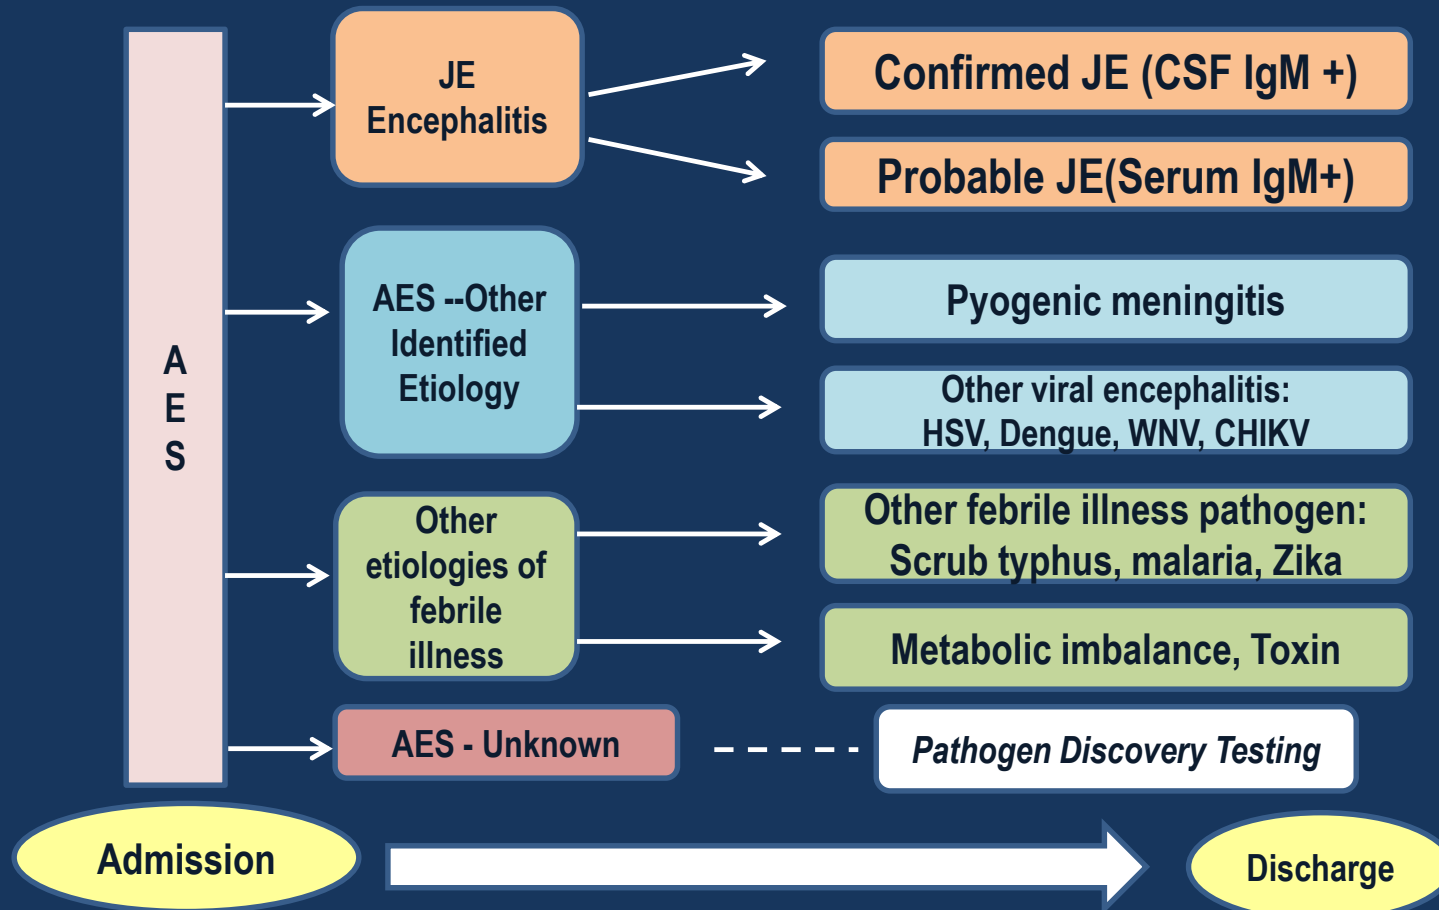 A
E
S
JE
Encephalitis
Confirmed JE (CSF IgM +)
Probable JE(Serum IgM+)
AES --Other
Identified
Etiology
Pyogenic meningitis
Other viral encephalitis:
HSV, Dengue, WNV, CHIKV
Other
etiologies of
febrile
illness
Other febrile illness pathogen:
Scrub typhus, malaria, Zika
Metabolic imbalance, Toxin
AES - Unknown
Pathogen Discovery Testing
Admission
Discharge